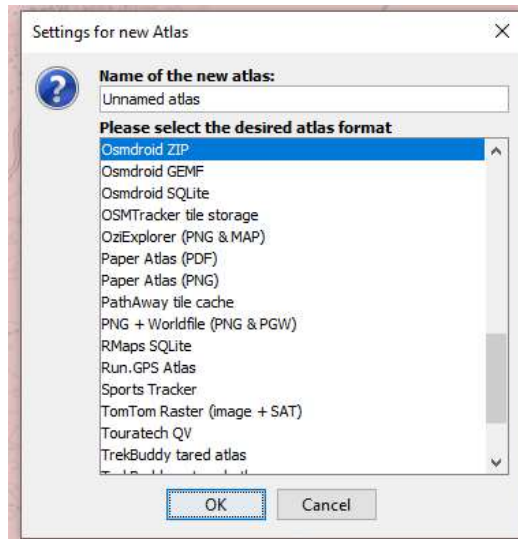 Settings for new Atlas
Name of the new atlas:
Unnamed atlas
Please select the desired atlas format
Osmdroid ZIP
Osmdroid GEMF
Osmdroid SQLite
OSMTracker tile storage
OziExplorer (PNG & MAP)
Paper Atlas (PDF)
Paper Atlas (PNG)
PathAway tile cache
PNG + Worldfile (PNG & PGW)
RMaps SQLite
Run.GPS Atlas
Sports Tracker
TomTom Raster (image + SAT)
Touratech QV
TrekBuddy tared atlas
OK Cancel